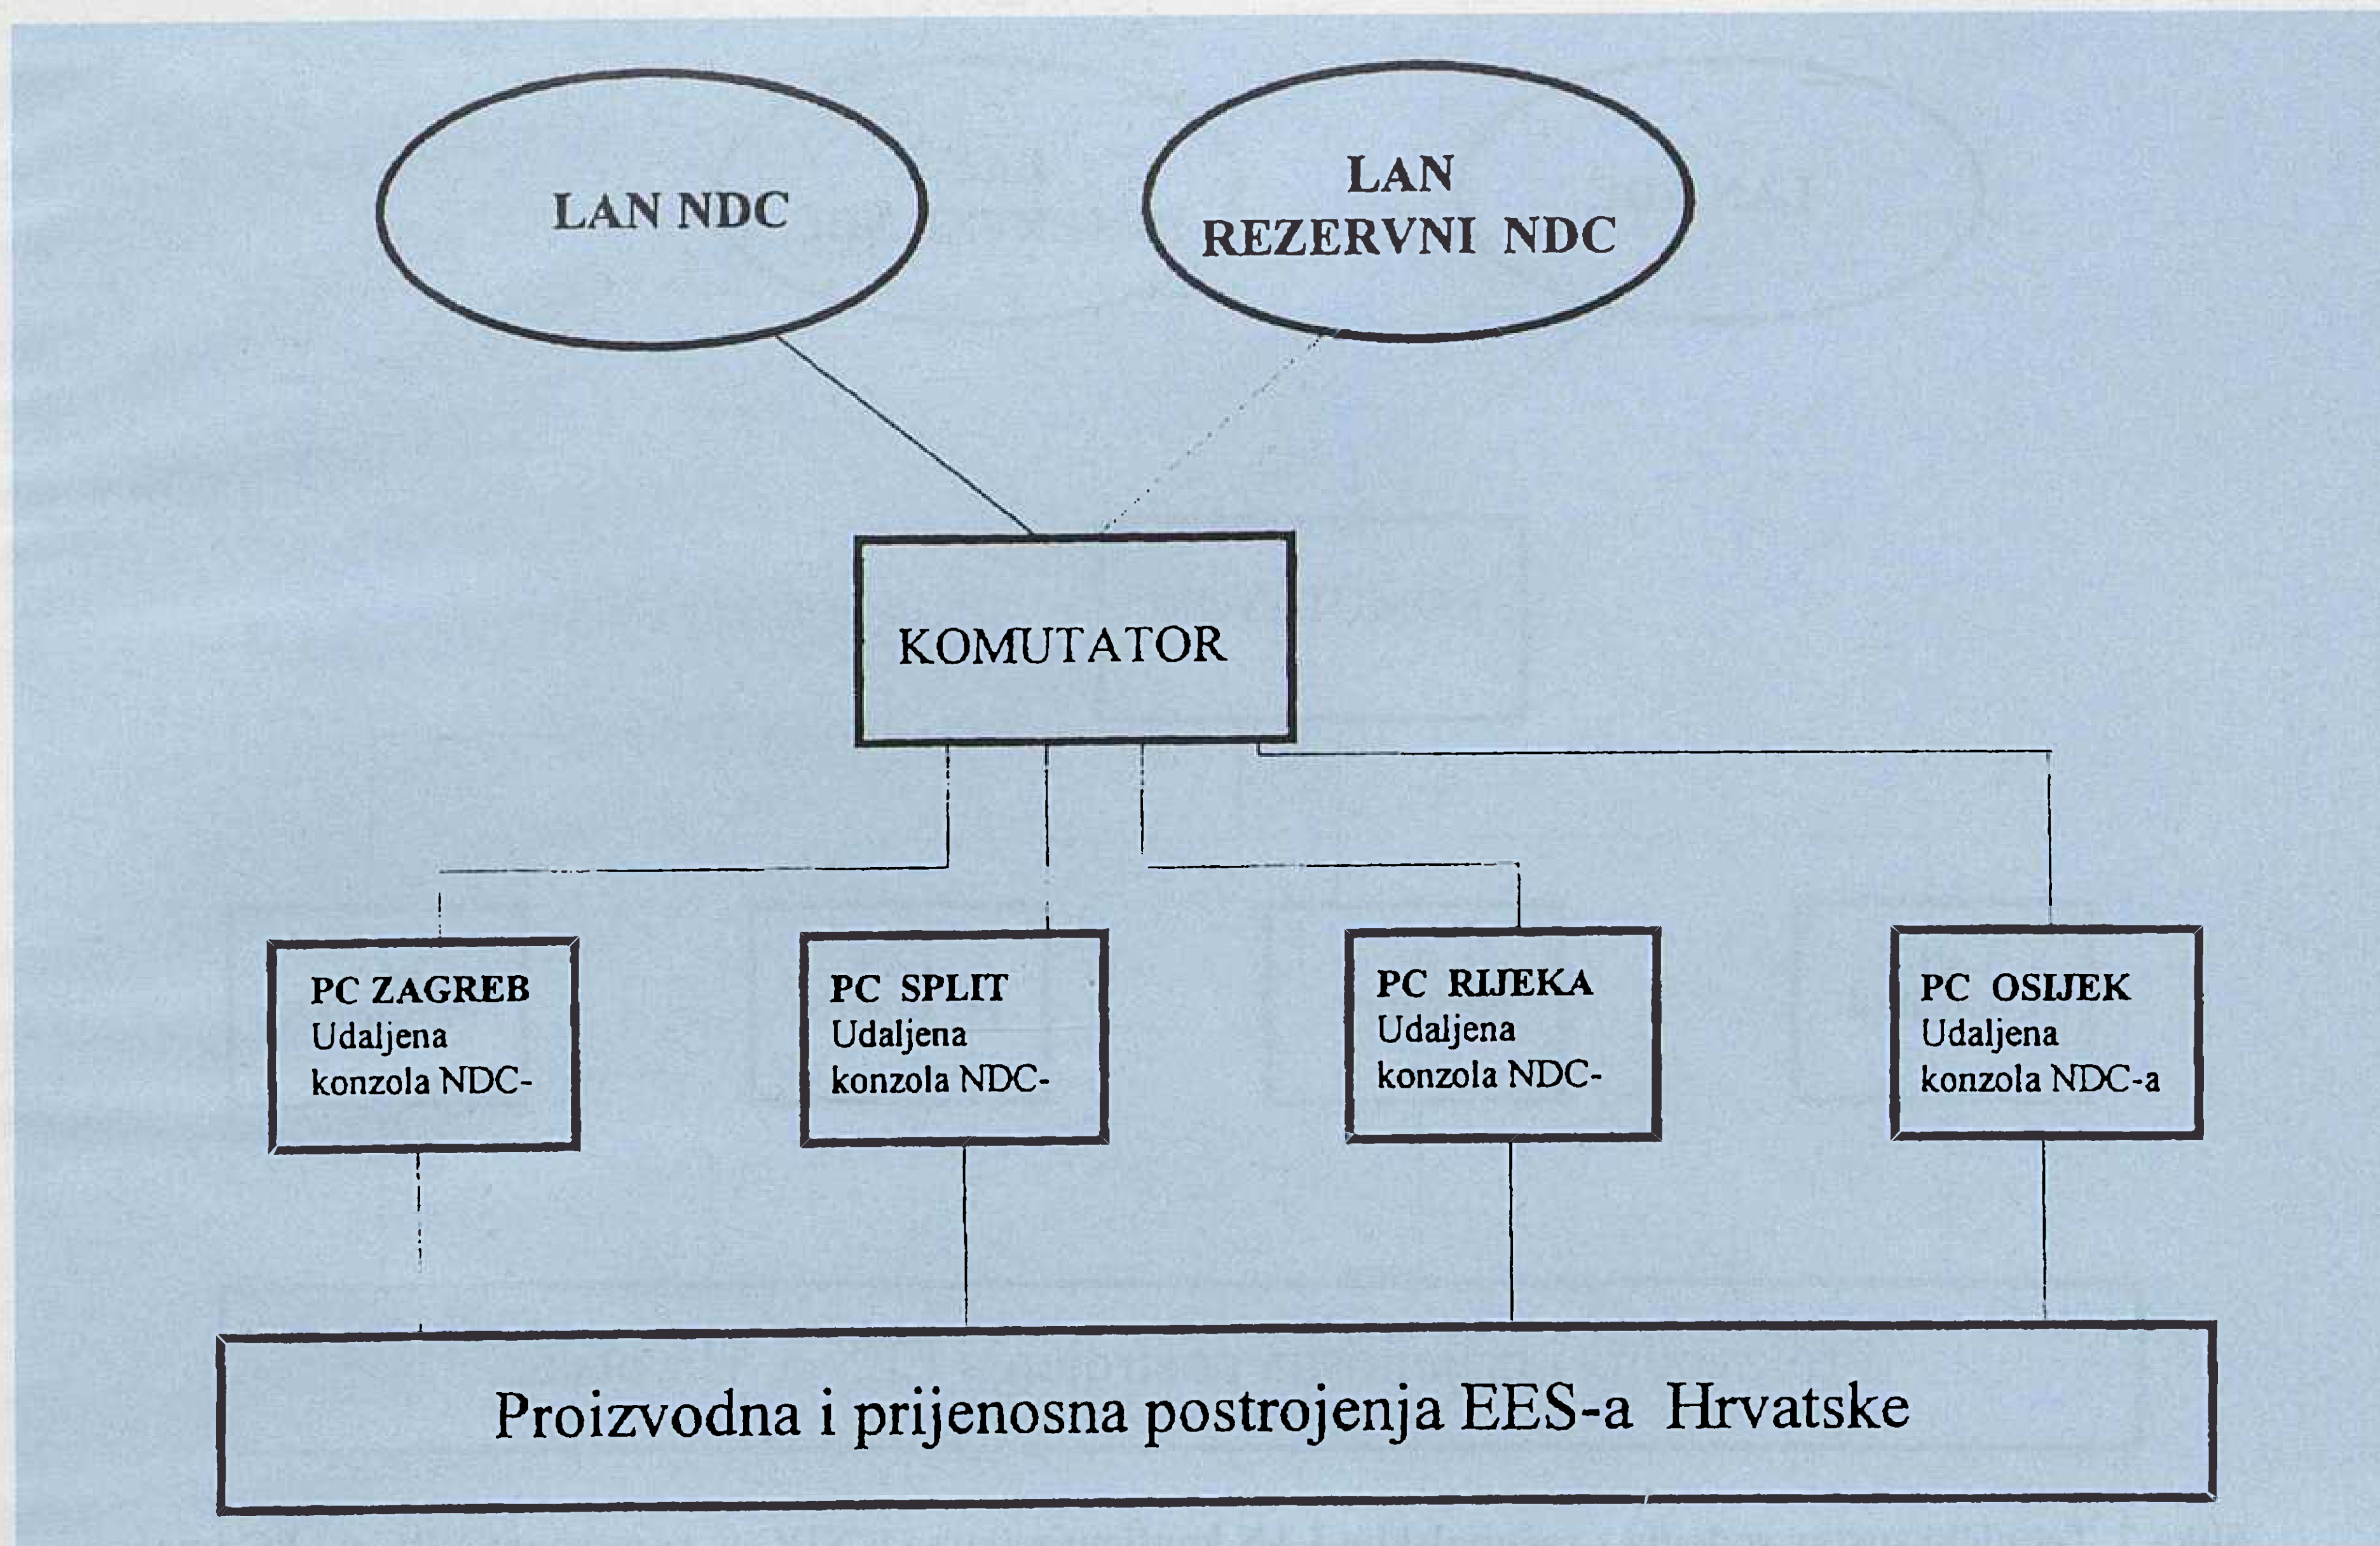 LAN NDC
LAN
REZERVNI NDC
KOMUTATOR
PC ZAGREB
Udaljena
konzola NDC-
PC SPLIT
Udaljena
konzola NDC-
PC RIJEKA
Udaljena
konzola NDC-
PC OSIJEK
Udaljena
konzola NDC-a
Proizvodna i prijenosna postrojenja EES-a Hrvatske